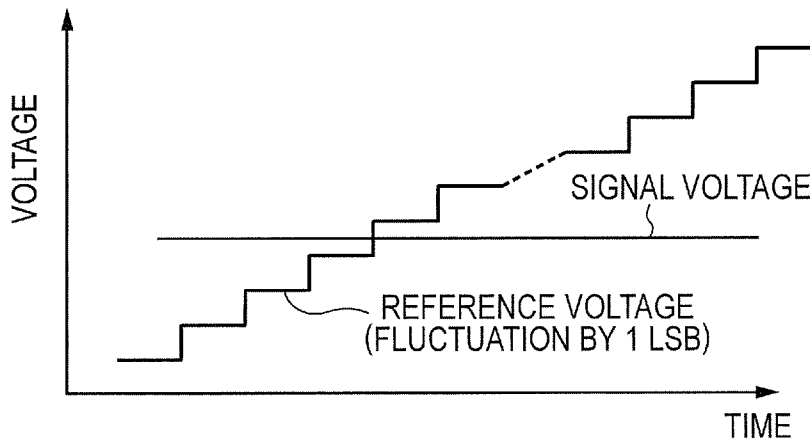 VOLTAGE
SIGNAL VOLTAGE
REFERENCE VOLTAGE
(FLUCTUATION BY 1 LSB)
TIME